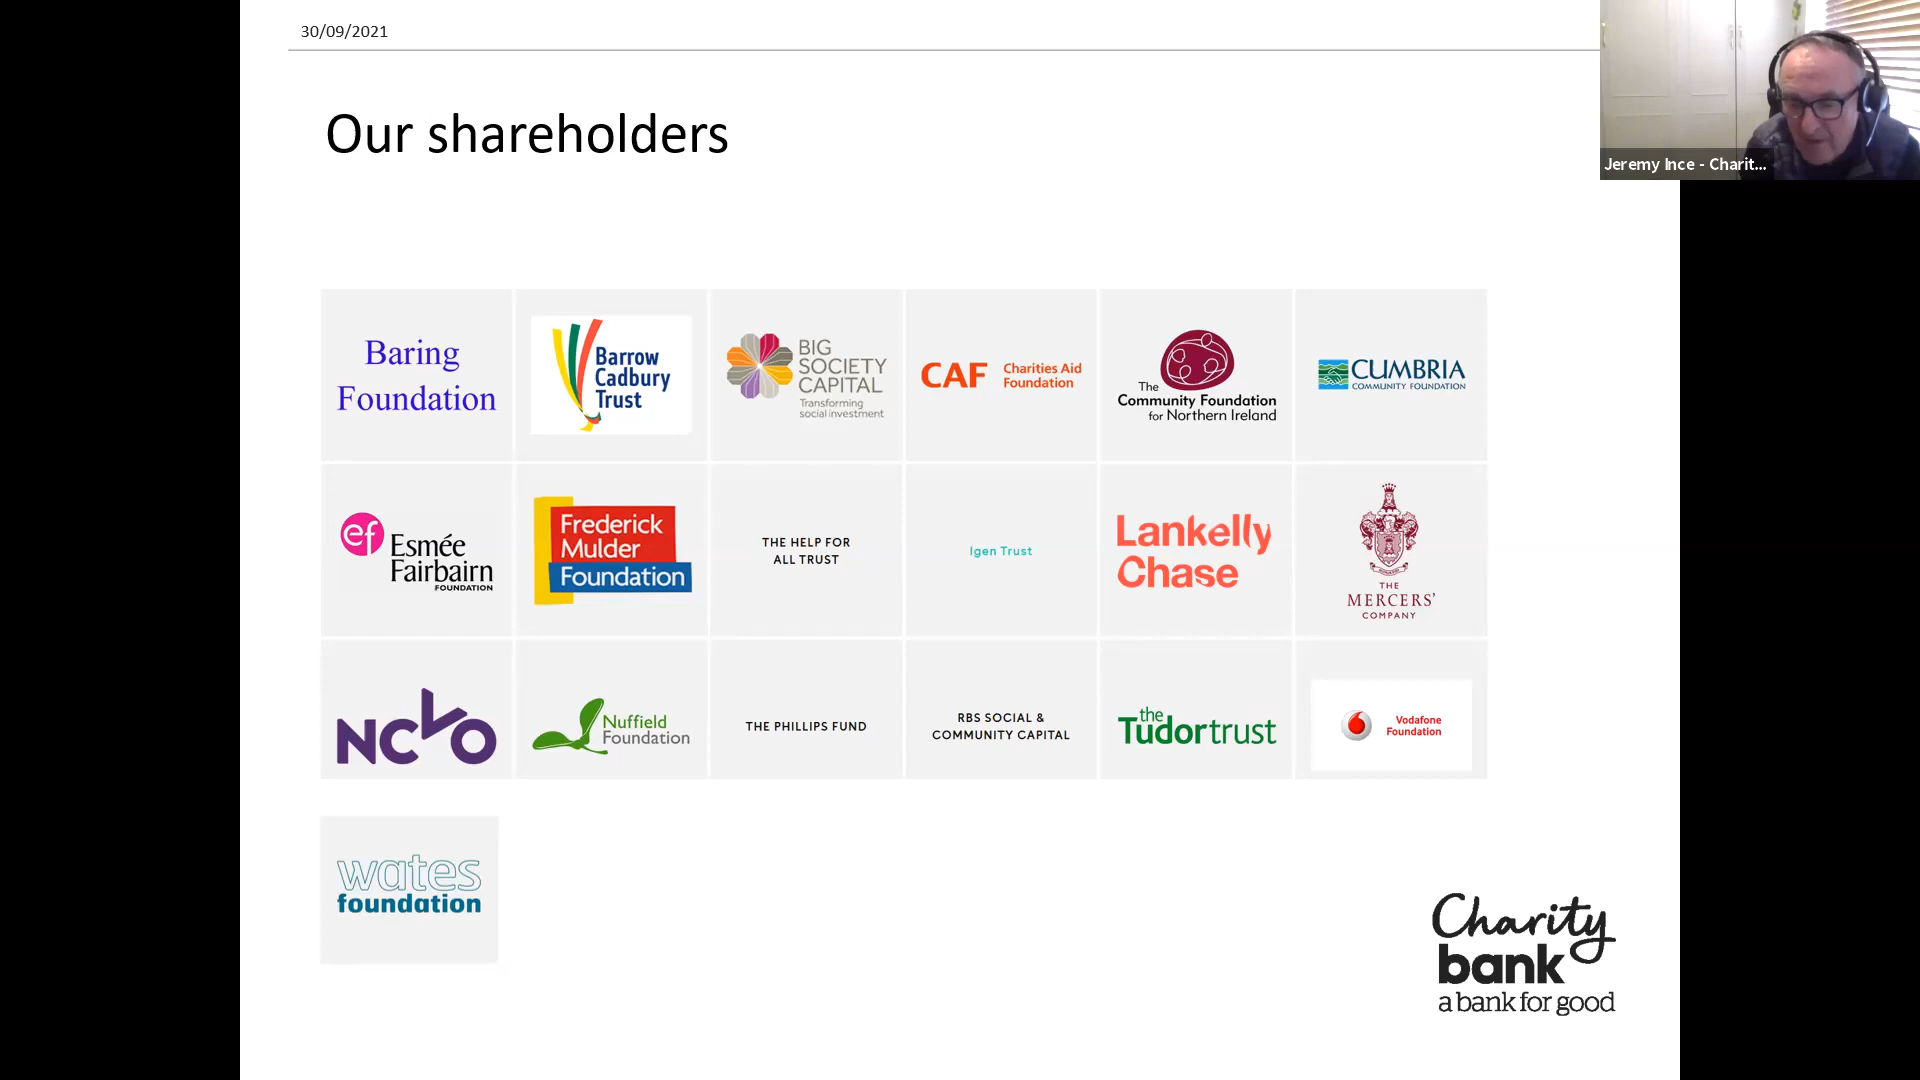 30/09/2021
Jeremy Ince - Charit...
Our shareholders
Baring
Foundation
Barrow
Cadbury
Trust
BIG
SOCIETY
CAPITAL
Transforming
social investment
CAF Charities Aid
Foundation
The
Community Foundation
for Northern Ireland
CUMBRIA
COMMUNITY FOUNDATION
ef
Esmée
Fairbairn
FOUNDATION
Frederick
Mulder
Foundation
THE HELP FOR
ALL TRUST
Igen Trust
Lankelly
Chase
THE
MERCERS'
COMPANY
NCVO
Nuffield
Foundation
THE PHILLIPS FUND
RBS SOCIAL &
COMMUNITY CAPITAL
the
Tudortrust
Vodafone
Foundation
wates
foundation
Charity
bank
a bank for good